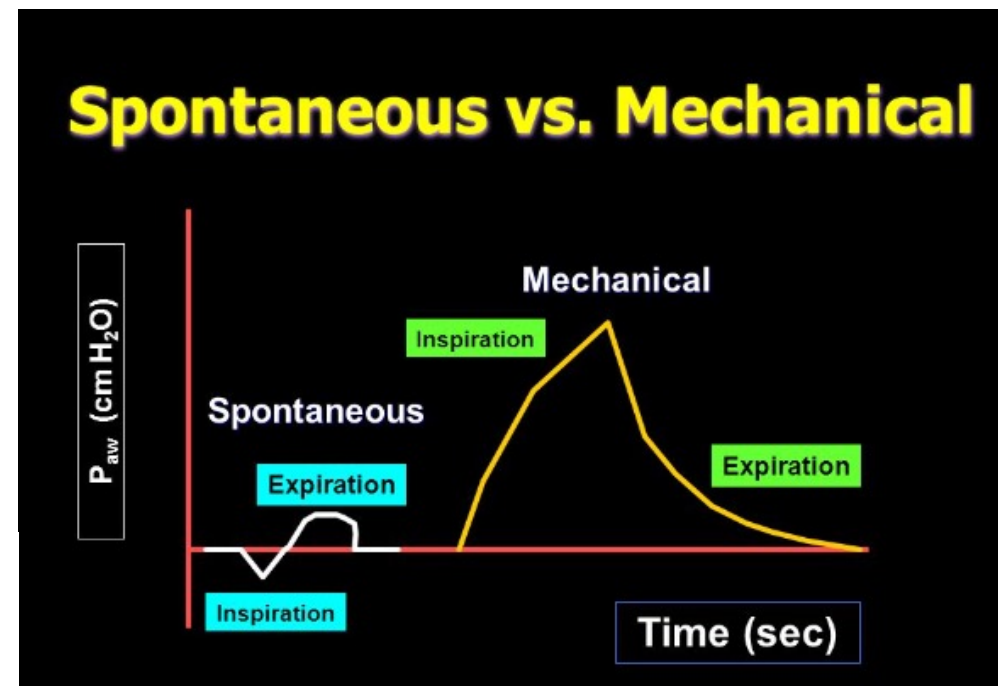 Spontaneous vs. Mechanical
Mechanical
Inspiration
Spontaneous
Expiration
Expiration
Inspiration
Paw (cm H2O)
Time (sec)